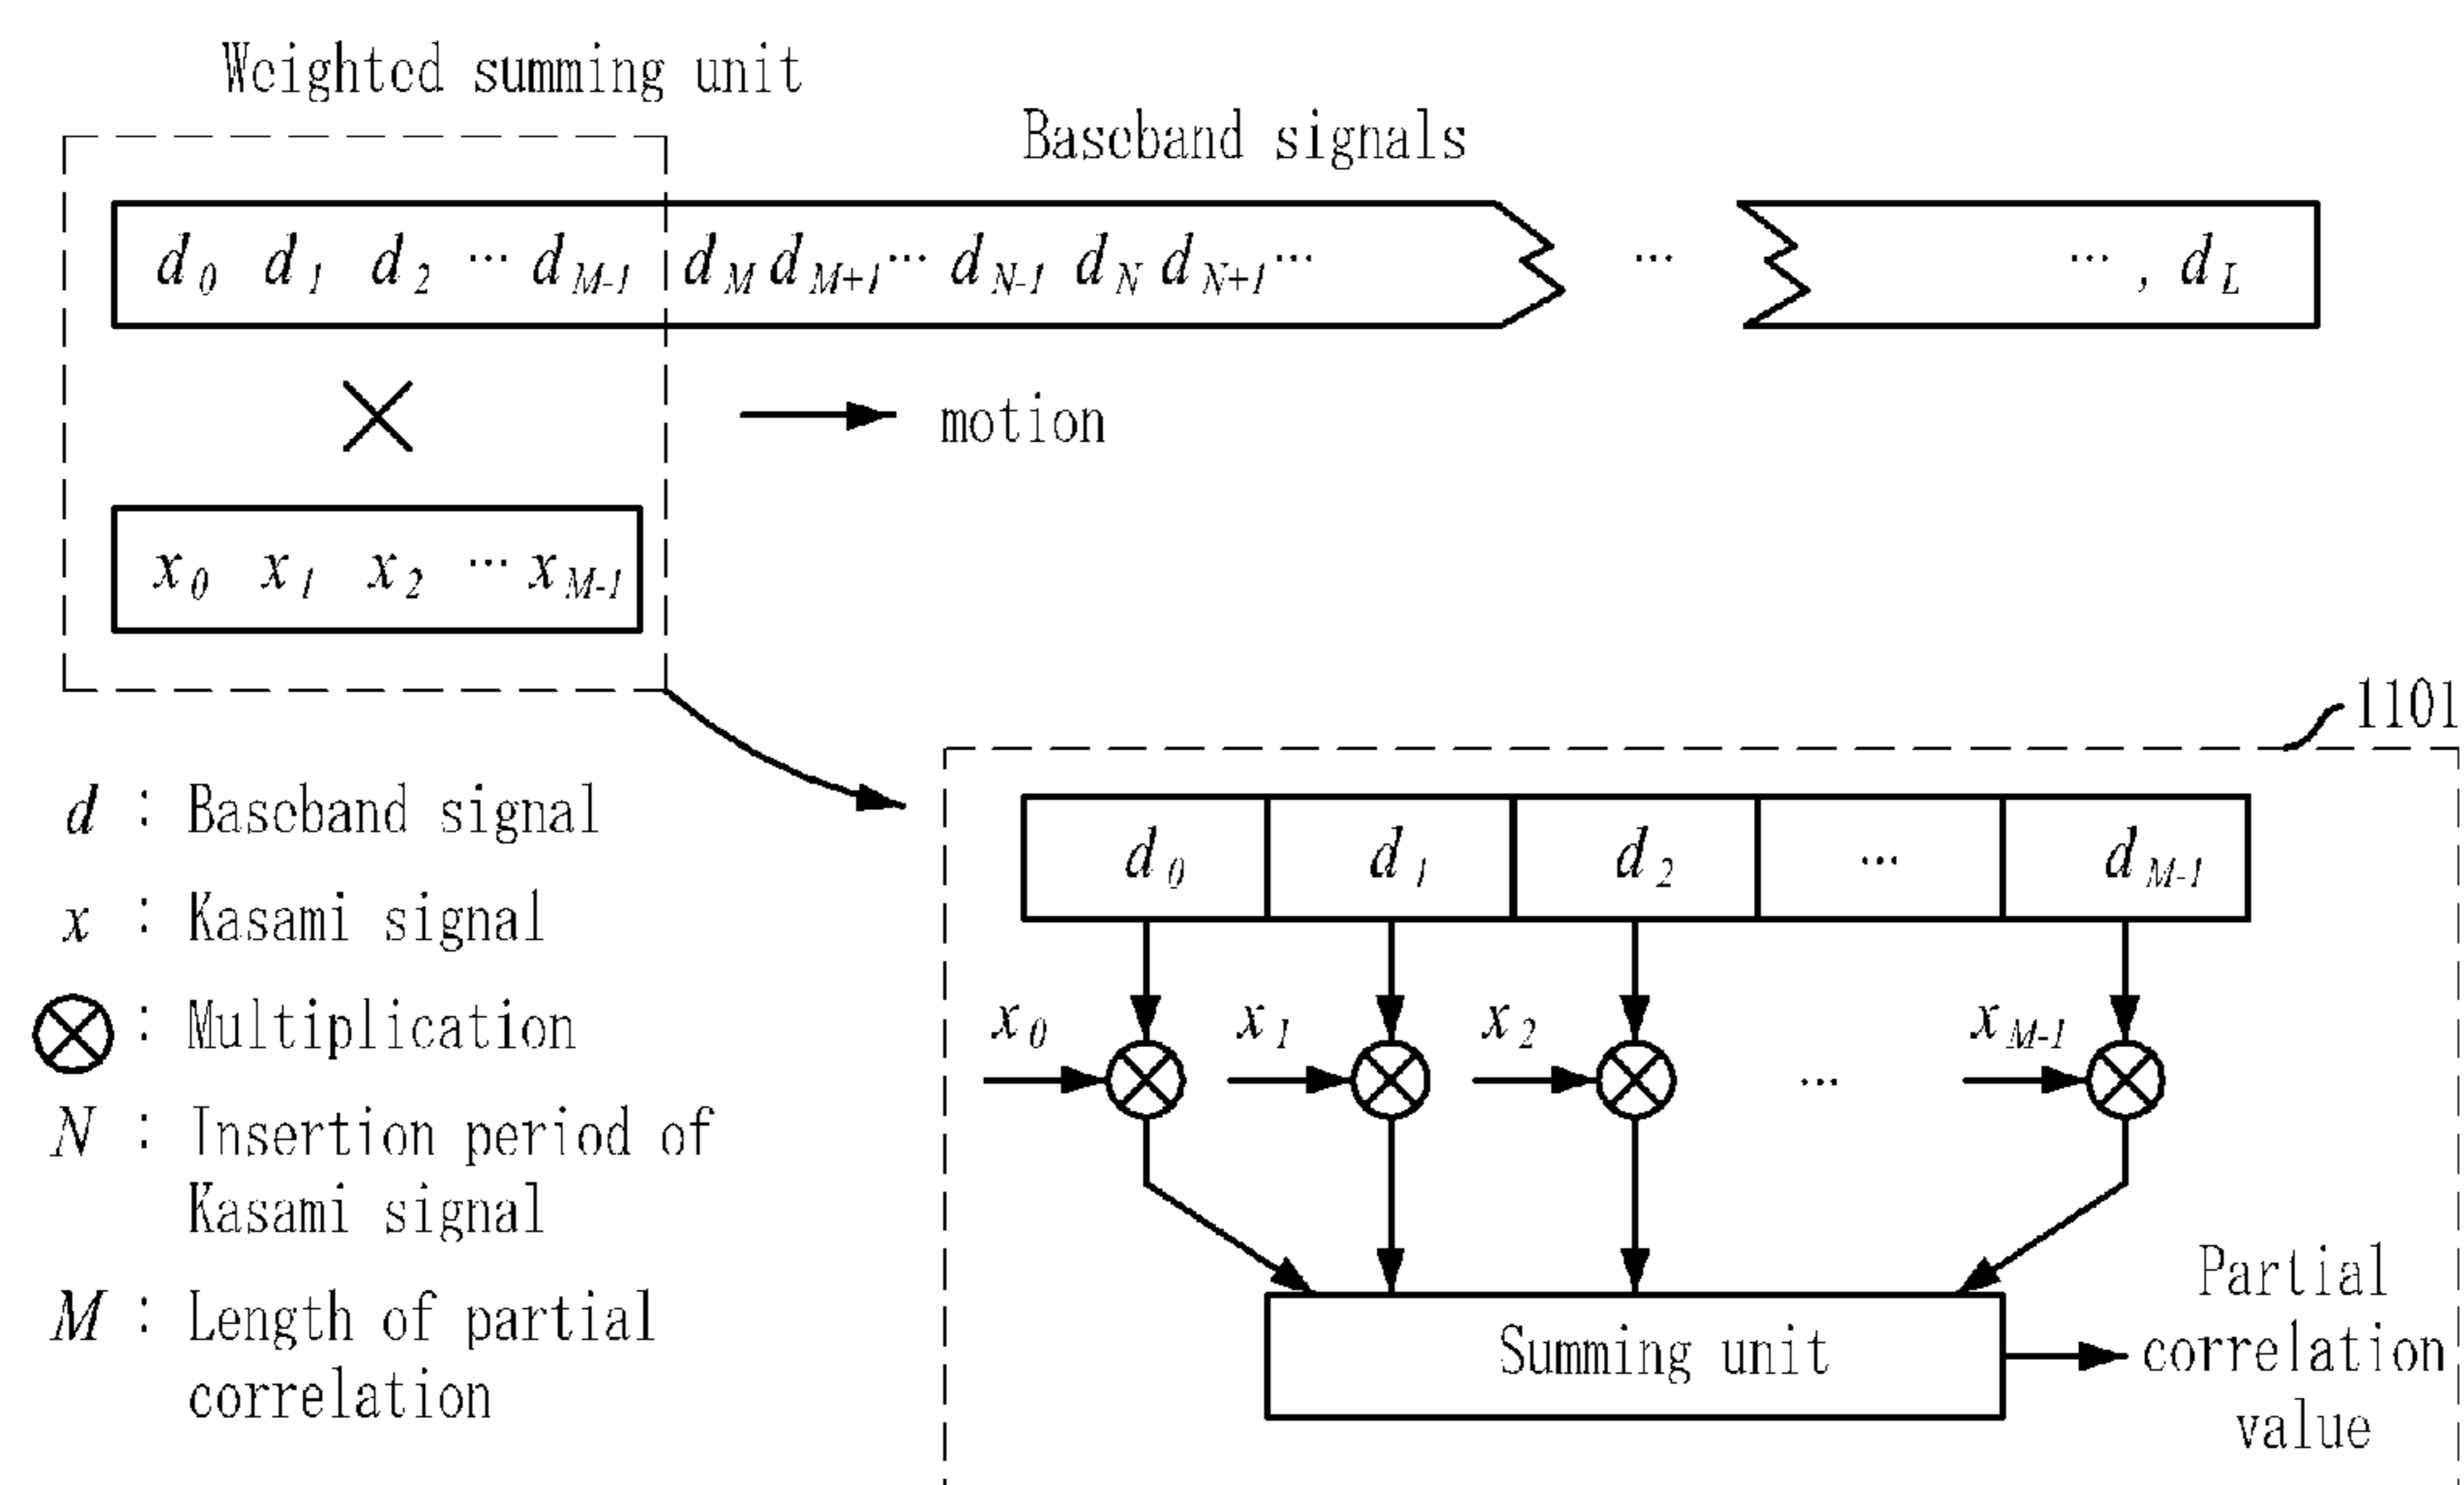 Weighted summing unit
Baseband signals
d0 d1 d2 ... dM-1 dM dM+1 ... dN-1 dN dN+1 ... ... ... , dL
× → motion
x0 x1 x2 ... xM-1
1101
d : Baseband signal
x : Kasami signal
⊗ : Multiplication
N : Insertion period of
Kasami signal
M : Length of partial
correlation
d0 d1 d2 ... dM-1
x0 x1 x2 ... xM-1
Summing unit
Partial
correlation
value